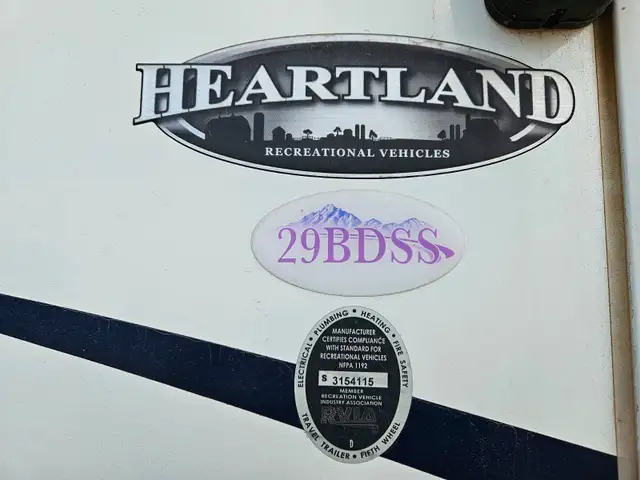 HEARTLAND
RECREATIONAL VEHICLES
29BDSS
ELECTRICAL • PLUMBING • HEATING • FIRE SAFETY
MANUFACTURER
CERTIFIES COMPLIANCE
WITH STANDARD FOR
RECREATIONAL VEHICLES
NFPA 1192
S 3154115
MEMBER
RECREATION VEHICLE
INDUSTRY ASSOCIATION
RVIA
D
TRAVEL TRAILER • FIFTH WHEEL